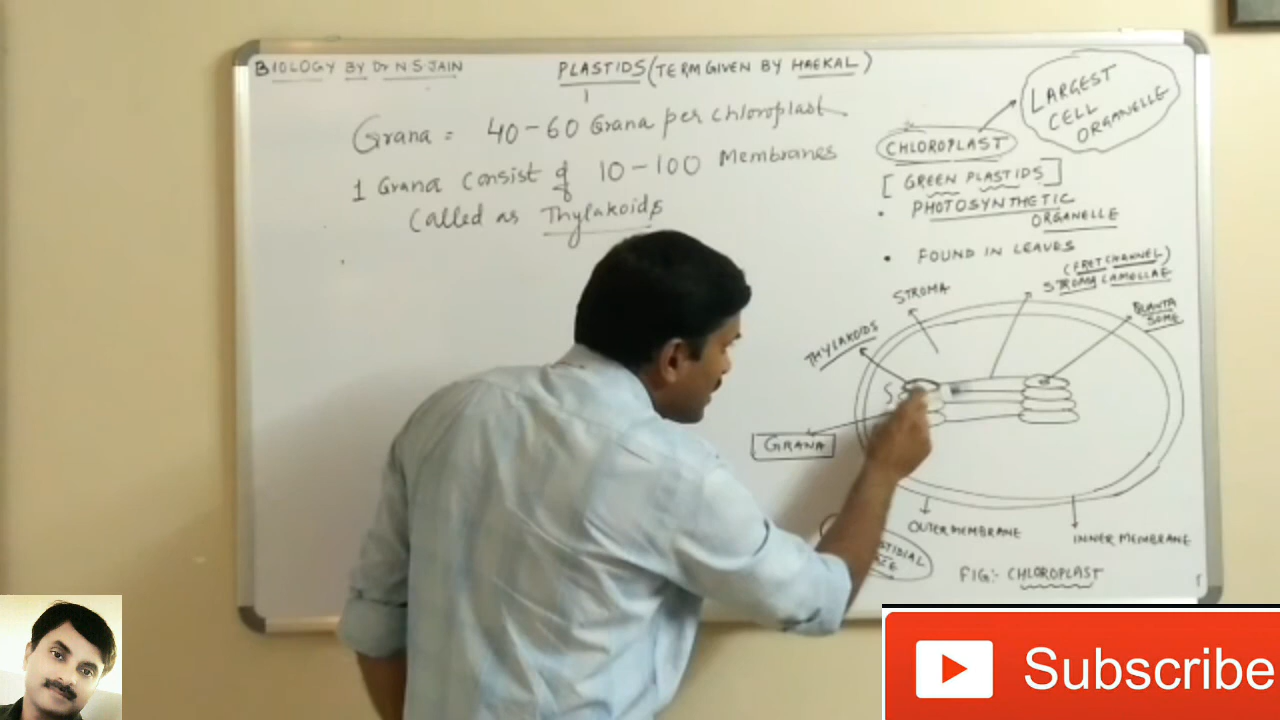 BIOLOGY BY Dr N.S.JAIN
PLASTIDS (TERM GIVEN BY HAEKAL)
Grana = 40-60 Grana per chloroplast
1 Grana consist of 10-100 Membranes
Called as Thylakoids
LARGEST
CELL
ORGANELLE
CHLOROPLAST
[ GREEN PLASTIDS ]
• PHOTOSYNTHETIC
ORGANELLE
• FOUND IN LEAVES
(FRET CHANNEL)
STROMA LAMELLAE
STROMA
THYLAKOIDS
SOME
GRANA
OUTER MEMBRANE
INNER MEMBRANE
FIG:- CHLOROPLAST
Subscribe